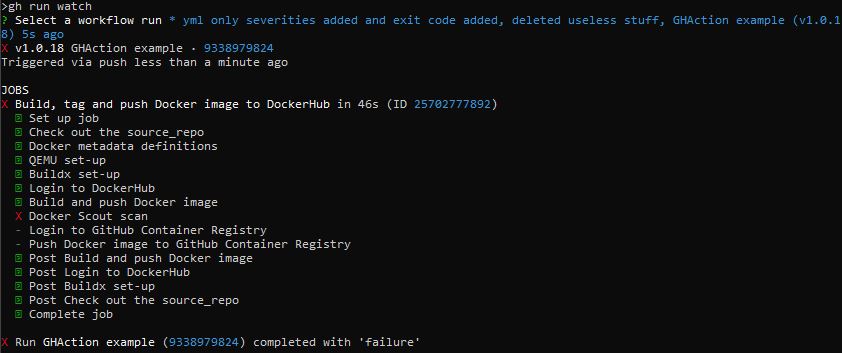 >gh run watch
? Select a workflow run * yml only severities added and exit code added, deleted useless stuff, GHAction example (v1.0.1
8) 5s ago
X v1.0.18 GHAction example · 9338979824
Triggered via push less than a minute ago
JOBS
X Build, tag and push Docker image to DockerHub in 46s (ID 25702777892)
Set up job
Check out the source_repo
Docker metadata definitions
QEMU set-up
Buildx set-up
Login to DockerHub
Build and push Docker image
X Docker Scout scan
- Login to GitHub Container Registry
- Push Docker image to GitHub Container Registry
Post Build and push Docker image
Post Login to DockerHub
Post Buildx set-up
Post Check out the source_repo
Complete job
X Run GHAction example (9338979824) completed with 'failure'